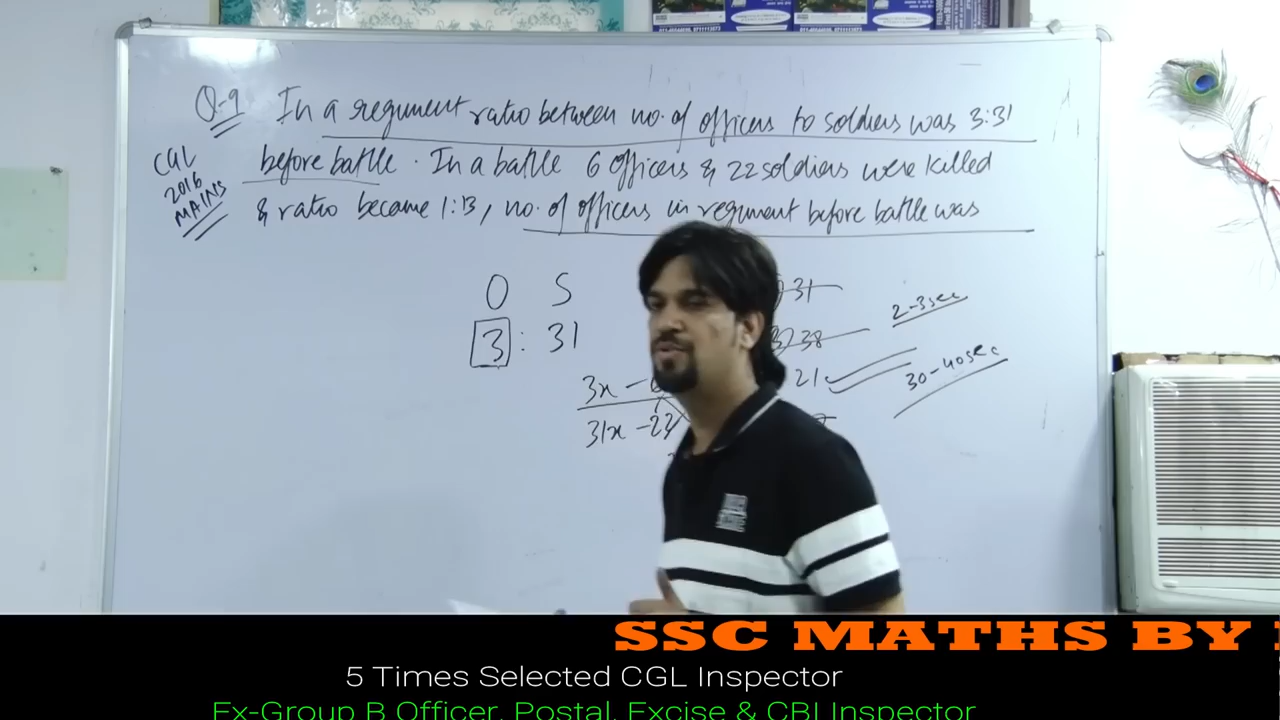 Q-9 In a regiment ratio between no. of officers to soldiers was 3:31
CGL
2016
MAINS
before battle. In a battle 6 officers & 22 soldiers were killed
& ratio became 1:13, no. of officers in regiment before battle was
O S
3 : 31
3x -
31x -
31
38
21
2-3sec
30-40sec
SSC MATHS BY
5 Times Selected CGL Inspector
Ex-Group B Officer, Postal, Excise & CBI Inspector